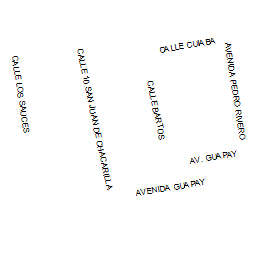 CALLE CUIABA
CALLE LOS SAUCES
CALLE 10 SAN JUAN DE CHACARILLA
CALLE BARTOS
AVENIDA PEDRO RIVERO
AV. GUAPAY
AVENIDA GUAPAY